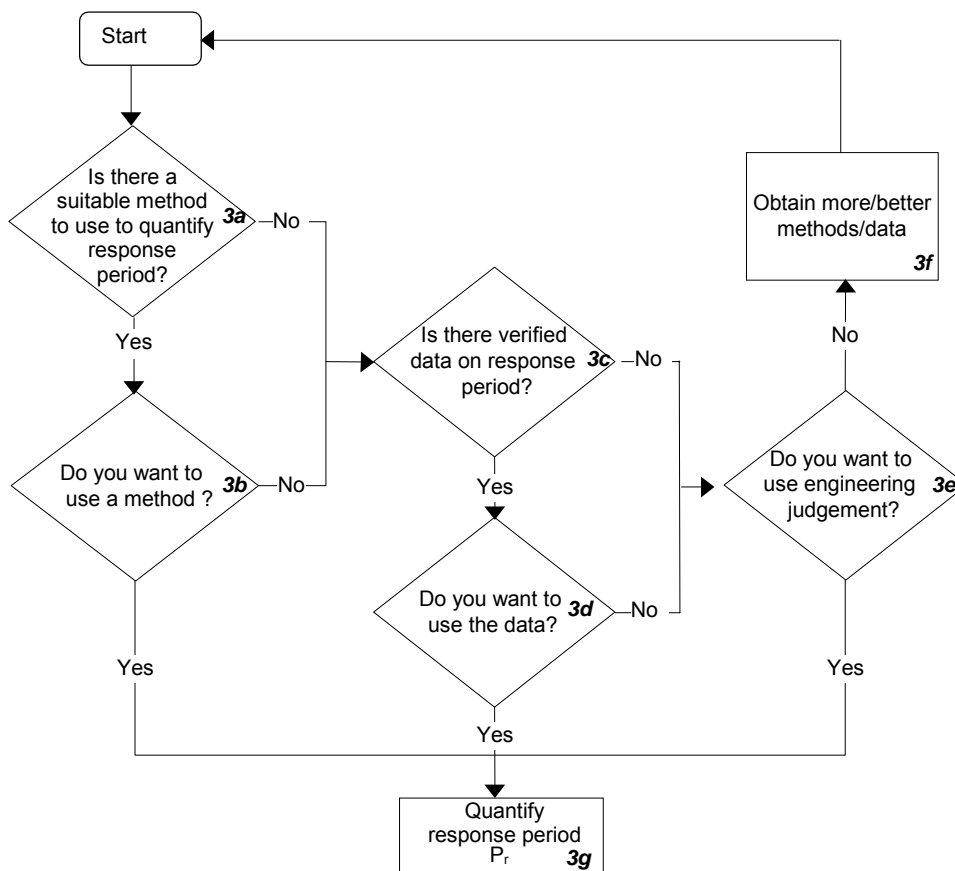 Start
Is there a
suitable method
to use to quantify
response
period?
3a
No
Yes
Do you want to
use a method ?
3b
No
Yes
Is there verified
data on response
period?
3c
No
Yes
Do you want to
use the data?
3d
No
Yes
Do you want to
use engineering
judgement?
3e
No
Yes
Obtain more/better
methods/data
3f
Quantify
response period
Pr
3g